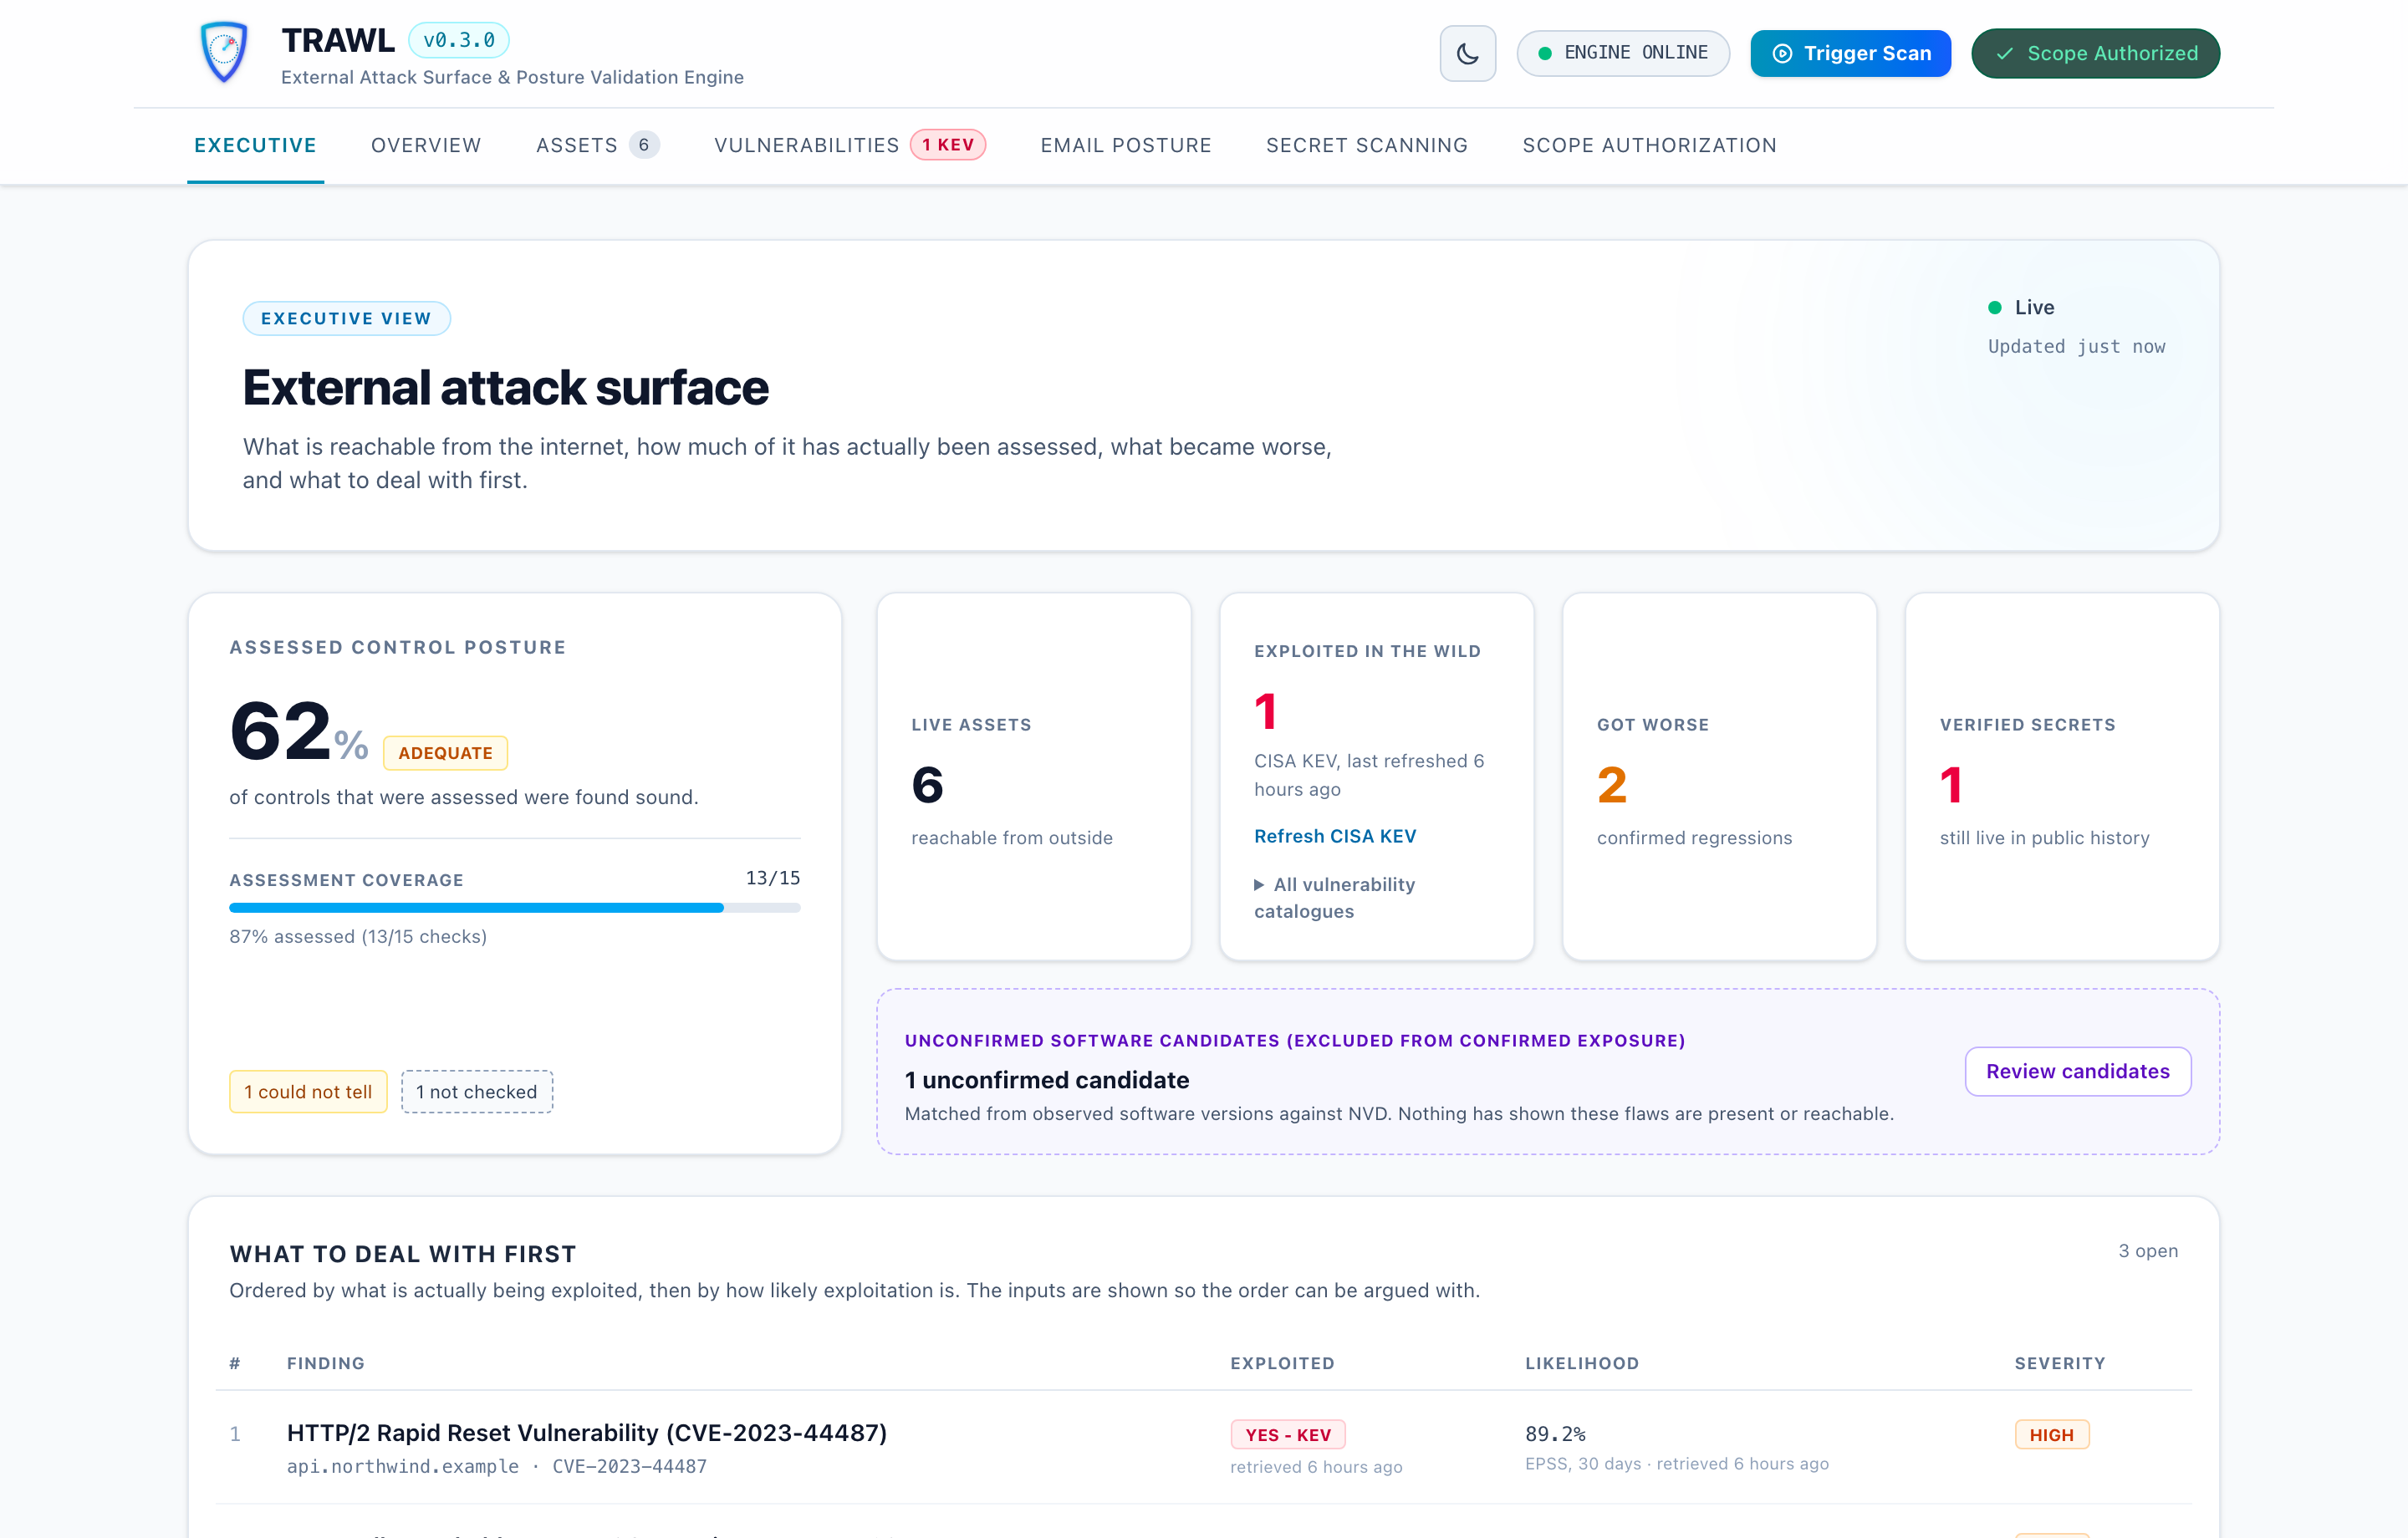 TRAWL v0.3.0
External Attack Surface & Posture Validation Engine
ENGINE ONLINE
Trigger Scan
Scope Authorized
EXECUTIVE
OVERVIEW
ASSETS 6
VULNERABILITIES 1 KEV
EMAIL POSTURE
SECRET SCANNING
SCOPE AUTHORIZATION
EXECUTIVE VIEW
External attack surface
What is reachable from the internet, how much of it has actually been assessed, what became worse,
and what to deal with first.
Live
Updated just now
ASSESSED CONTROL POSTURE
62% ADEQUATE
of controls that were assessed were found sound.
ASSESSMENT COVERAGE 13/15
87% assessed (13/15 checks)
1 could not tell
1 not checked
LIVE ASSETS
6
reachable from outside
EXPLOITED IN THE WILD
1
CISA KEV, last refreshed 6
hours ago
Refresh CISA KEV
▶ All vulnerability
catalogues
GOT WORSE
2
confirmed regressions
VERIFIED SECRETS
1
still live in public history
UNCONFIRMED SOFTWARE CANDIDATES (EXCLUDED FROM CONFIRMED EXPOSURE)
1 unconfirmed candidate
Matched from observed software versions against NVD. Nothing has shown these flaws are present or reachable.
Review candidates
WHAT TO DEAL WITH FIRST
3 open
Ordered by what is actually being exploited, then by how likely exploitation is. The inputs are shown so the order can be argued with.
# FINDING EXPLOITED LIKELIHOOD SEVERITY
1 HTTP/2 Rapid Reset Vulnerability (CVE-2023-44487) YES - KEV 89.2% HIGH
api.northwind.example · CVE-2023-44487 retrieved 6 hours ago EPSS, 30 days · retrieved 6 hours ago